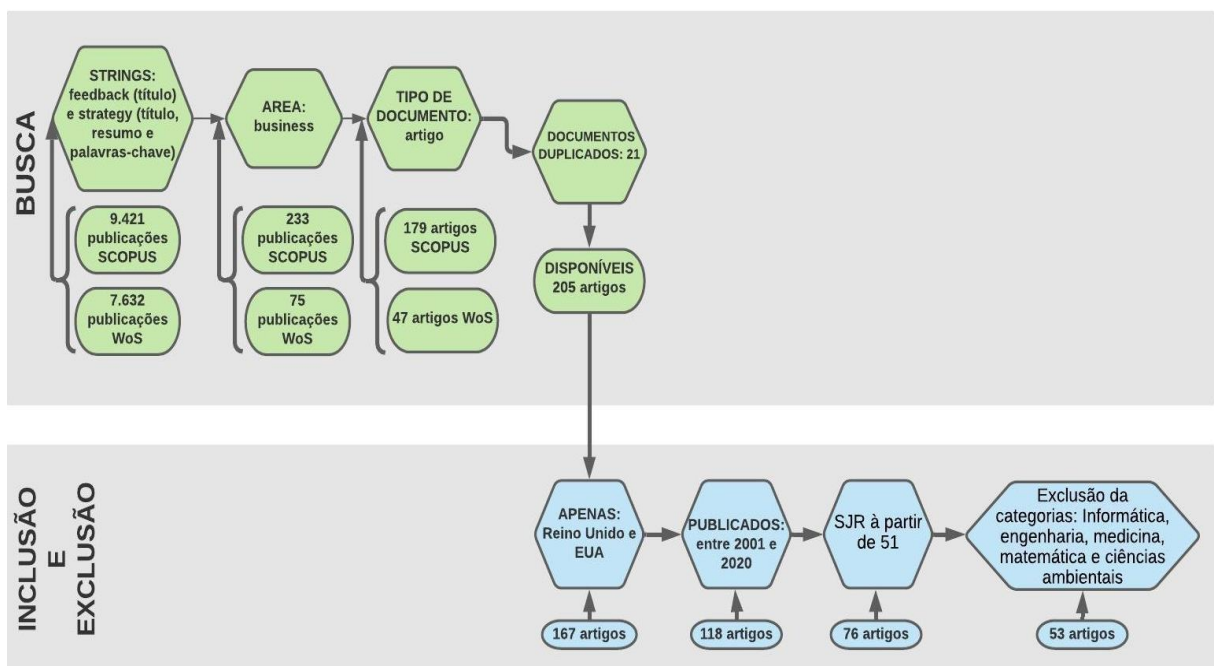 BUSCA
STRINGS:
feedback (título)
e strategy (título,
resumo e
palavras-chave)
AREA:
business
TIPO DE
DOCUMENTO:
artigo
DOCUMENTOS
DUPLICADOS: 21
9.421
publicações
SCOPUS
7.632
publicações
WoS
233
publicações
SCOPUS
75
publicações
WoS
179 artigos
SCOPUS
47 artigos WoS
DISPONÍVEIS
205 artigos
INCLUSÃO
E
EXCLUSÃO
APENAS:
Reino Unido e
EUA
PUBLICADOS:
entre 2001 e
2020
SJR à partir
de 51
Exclusão da
categorias: Informática,
engenharia, medicina,
matemática e ciências
ambientais
167 artigos
118 artigos
76 artigos
53 artigos